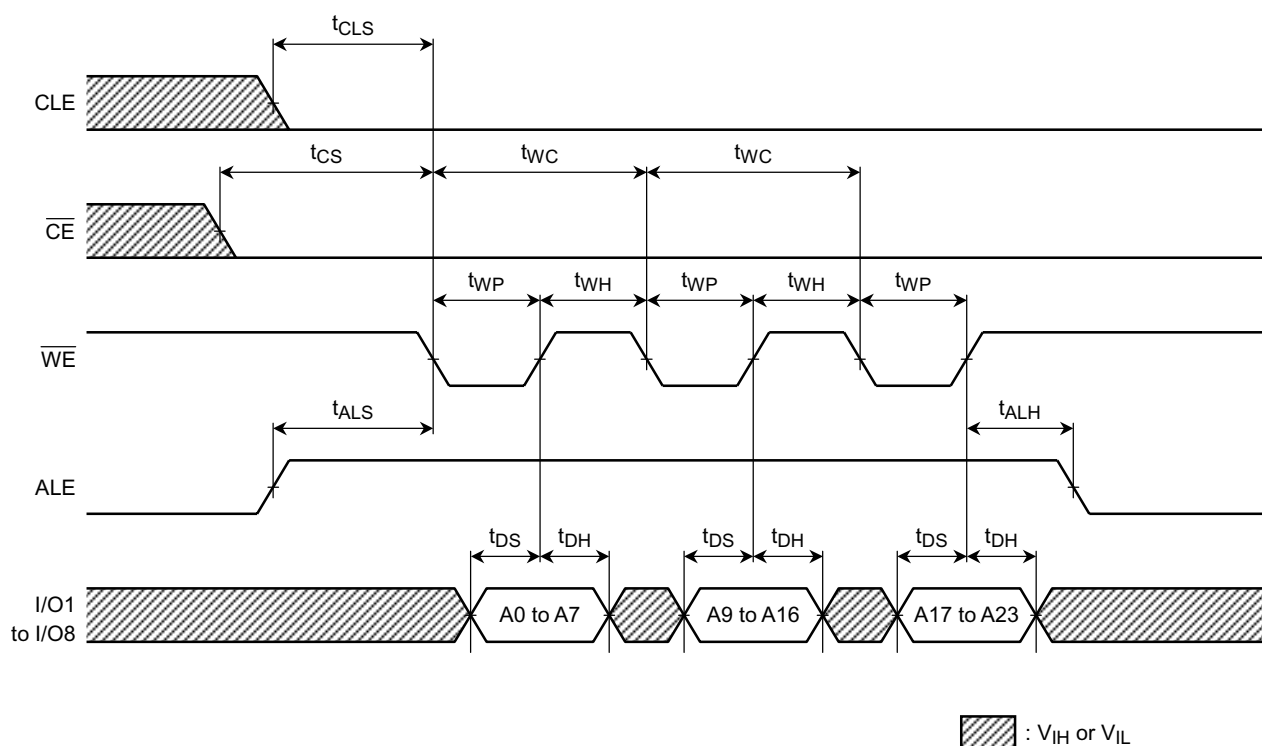 tCLS
CLE
tCS tWC tWC
CE
tWP tWH tWP tWH tWP
WE
tALS tALH
ALE
tDS tDH tDS tDH tDS tDH
I/O1
to I/O8
A0 to A7 A9 to A16 A17 to A23
: VIH or VIL